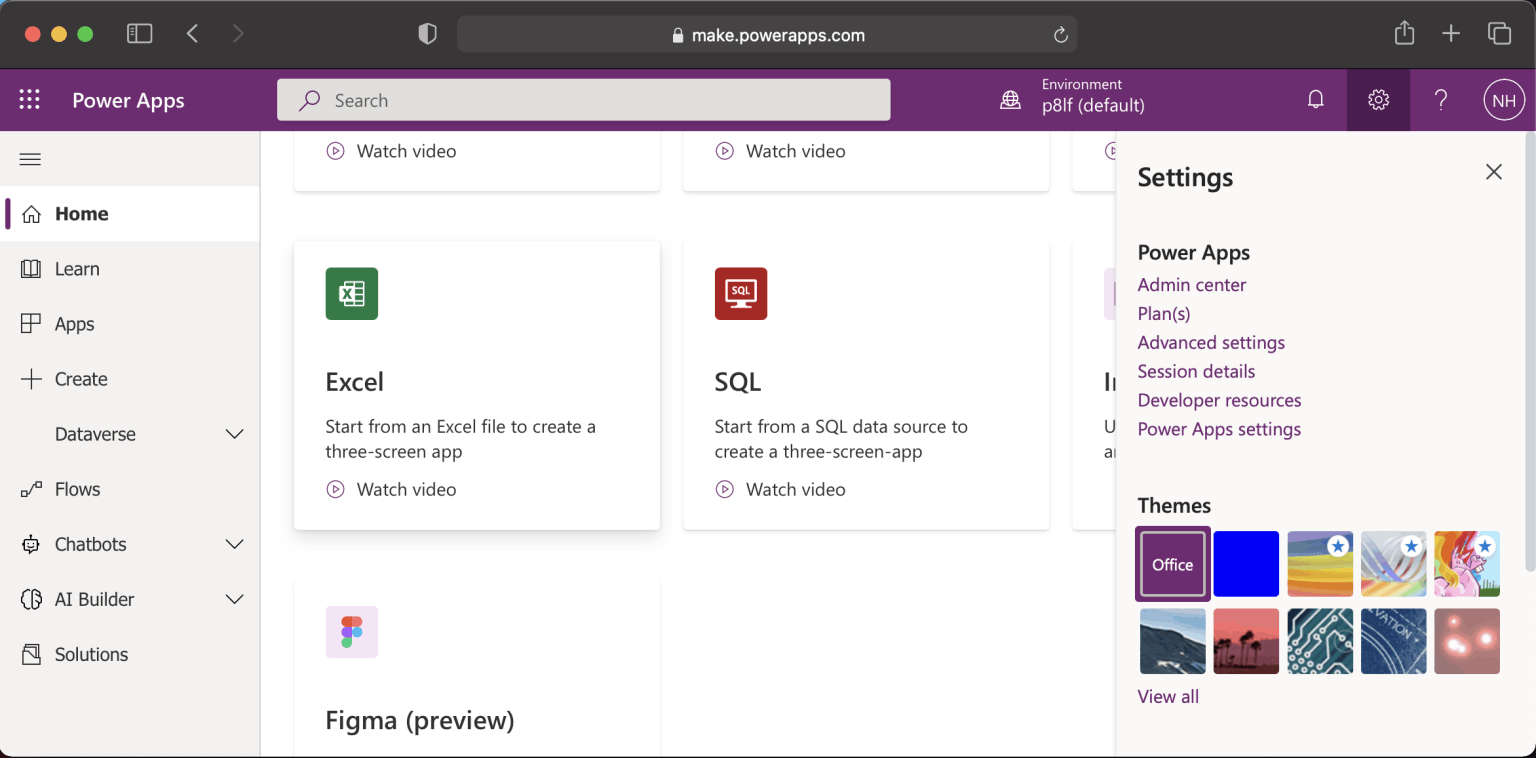 make.powerapps.com
Power Apps
Search
Environment
p8lf (default)
?
NH
Home
Learn
Apps
Create
Dataverse
Flows
Chatbots
AI Builder
Solutions
Watch video
Watch video
Excel
Start from an Excel file to create a
three-screen app
Watch video
SQL
SQL
Start from a SQL data source to
create a three-screen-app
Watch video
Figma (preview)
Settings
Power Apps
Admin center
Plan(s)
Advanced settings
Session details
Developer resources
Power Apps settings
Themes
Office
View all